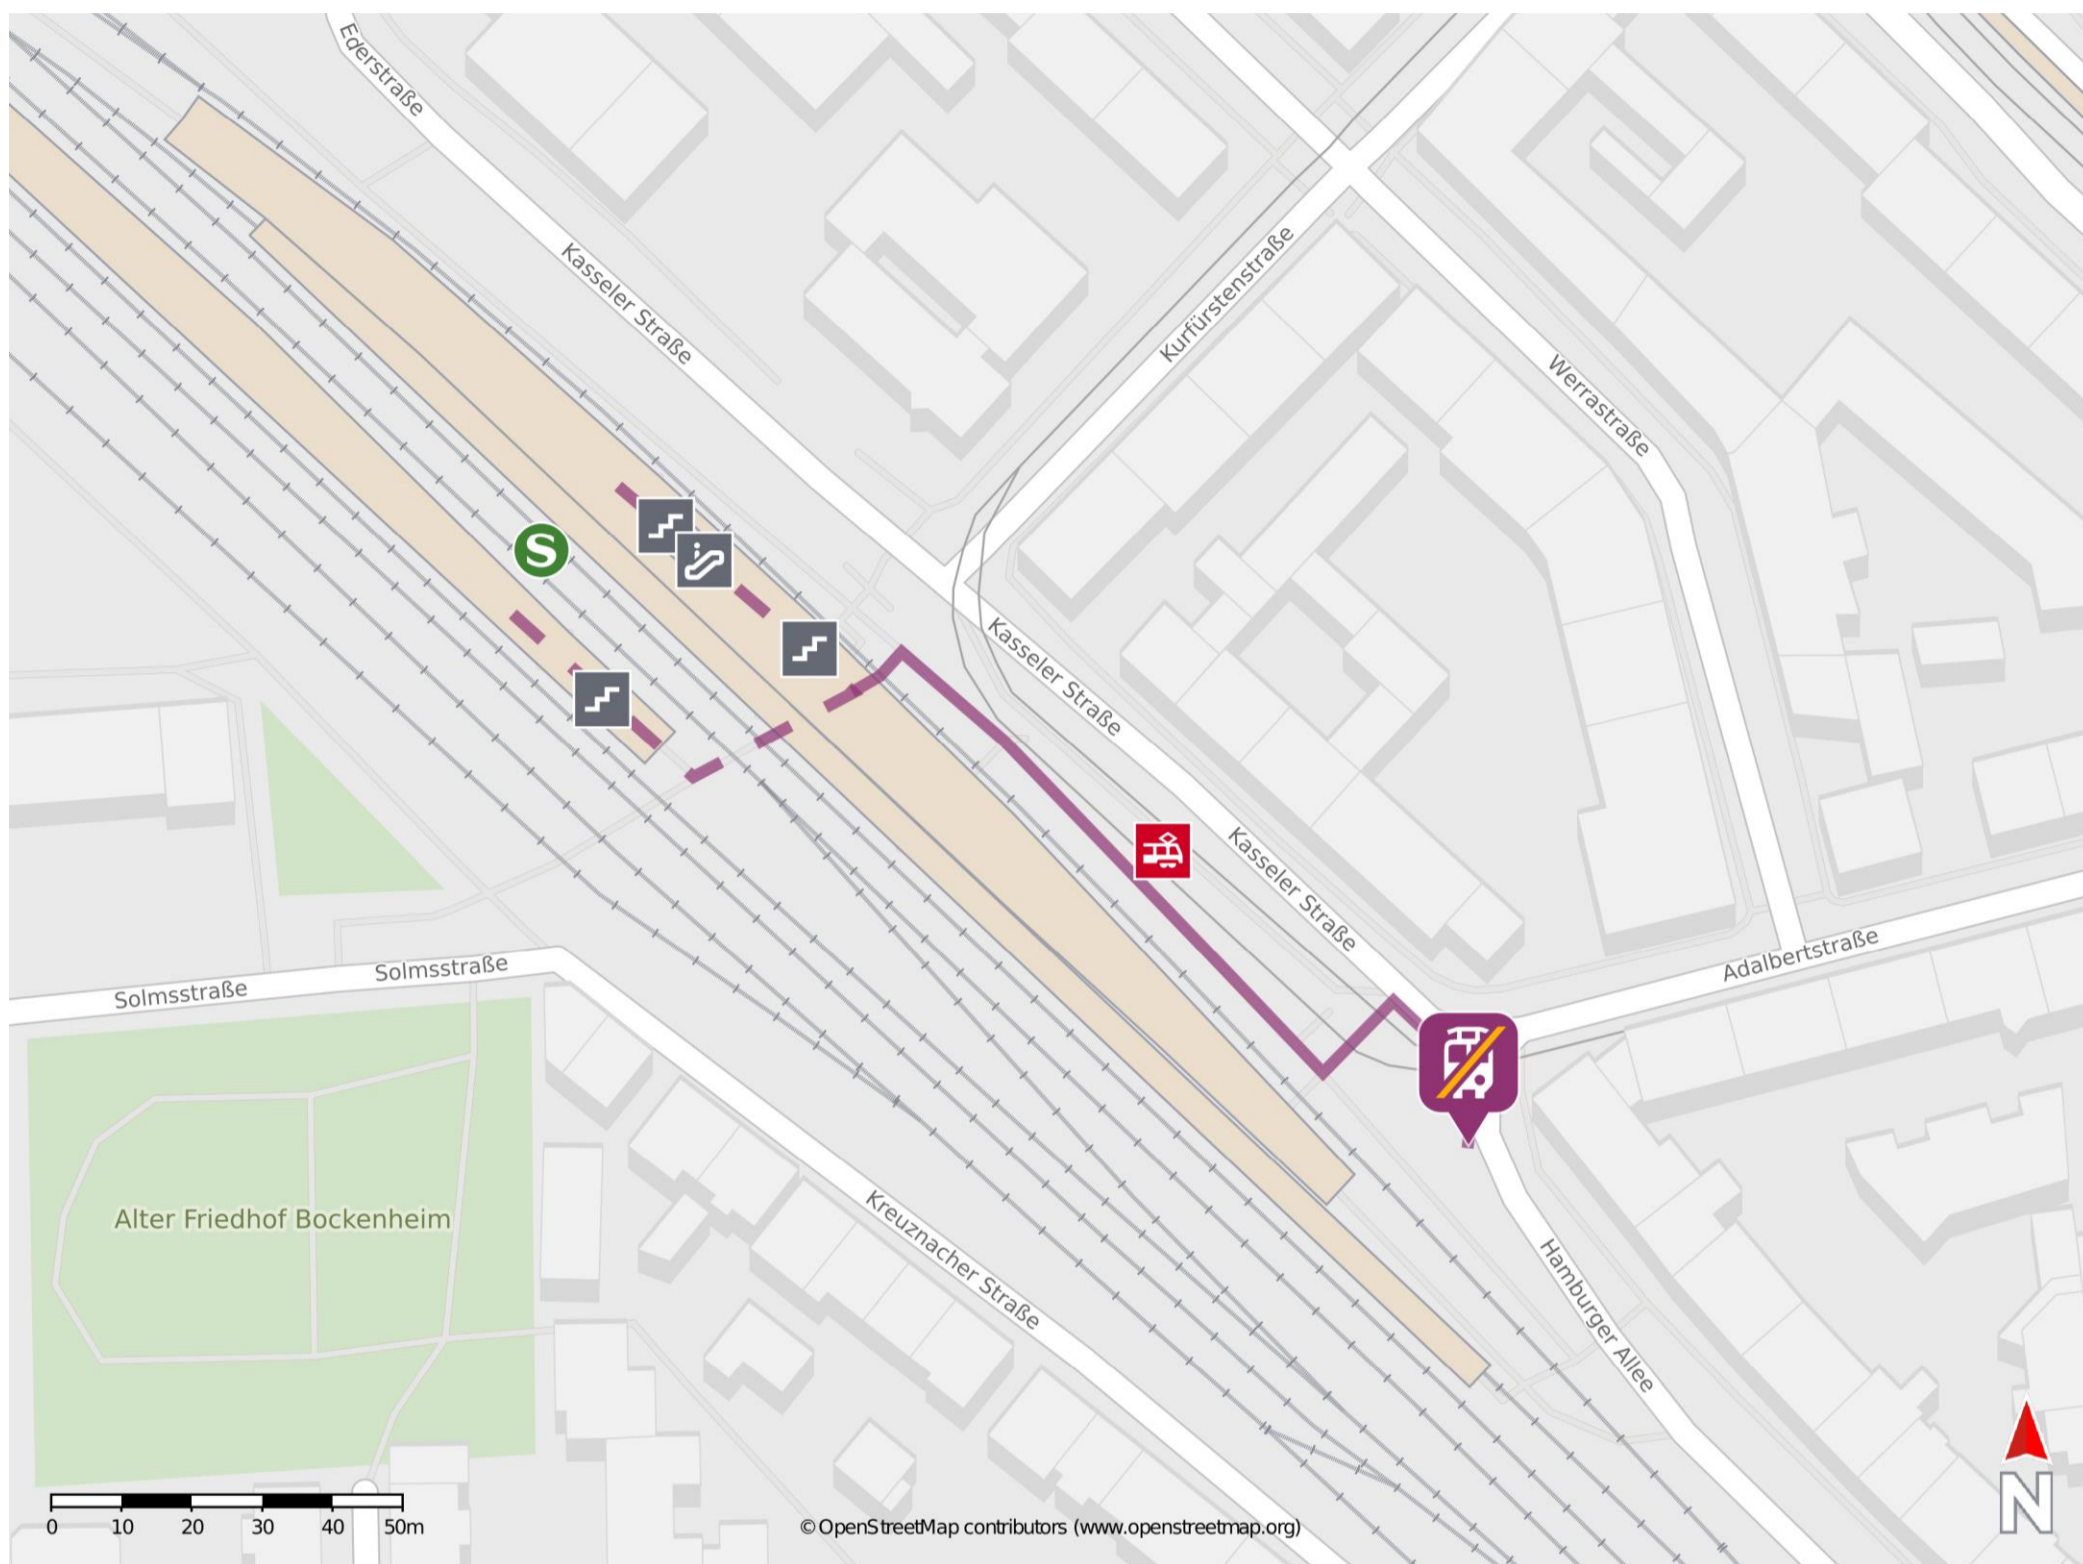 Ederstraße
Kasseler Straße
Kurfürstenstraße
Werrastraße
S
Kasseler Straße
Kasseler Straße
Adalbertstraße
Solmsstraße
Solmsstraße
Alter Friedhof Bockenheim
Kreuznacher Straße
Hamburger Allee
N
0 10 20 30 40 50m
© OpenStreetMap contributors (www.openstreetmap.org)